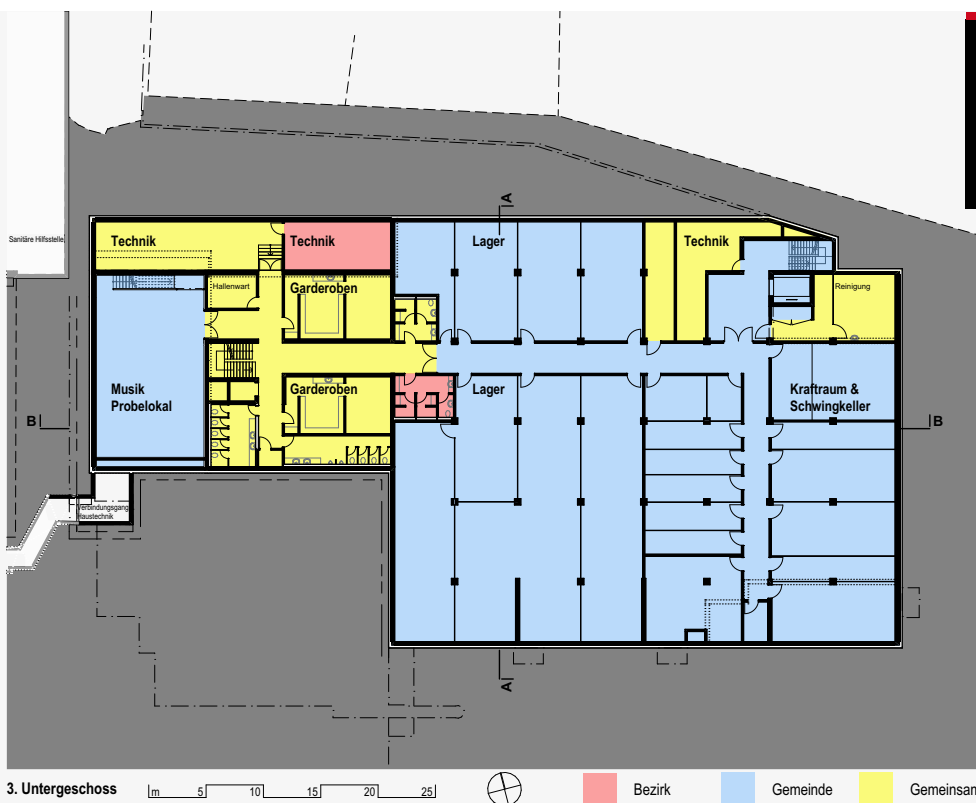 A
Sanitäre Hilfsstelle
Technik
Technik
Lager
Technik
Hallenwart
Garderoben
Reinigung
Musik
Probelokal
Garderoben
Lager
Kraftraum &
Schwingkeller
B
B
Verbindungsgang
Haustechnik
A
3. Untergeschoss
m 5 10 15 20 25
Bezirk
Gemeinde
Gemeinsam